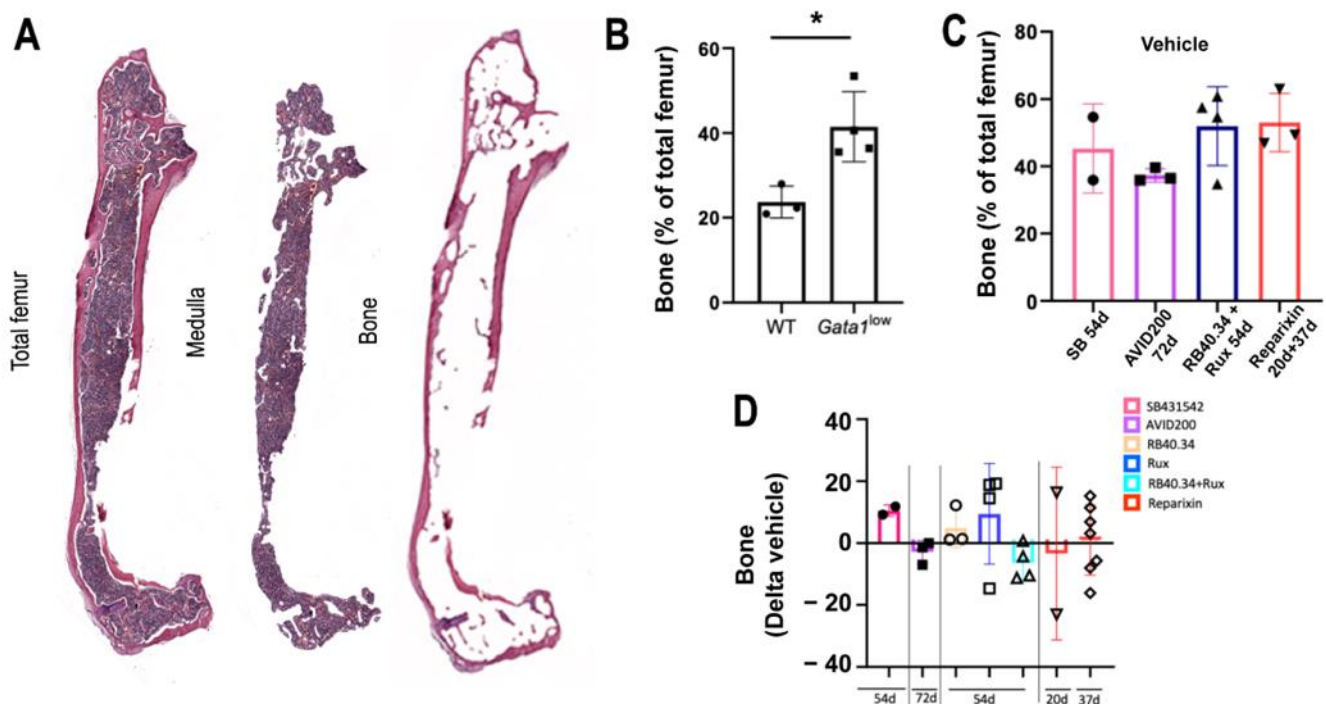 A
Total femur
Medulla
Bone
B
*
Bone (% of total femur)
60
40
20
0
WT
Gata1low
C
Vehicle
Bone (% of total femur)
80
60
40
20
0
SB 54d
AVID200
72d
RB40.34 +
Rux 54d
Reparixin
20d+37d
D
Bone
(Delta vehicle)
40
20
0
− 20
− 40
54d
72d
54d
20d
37d
SB431542
AVID200
RB40.34
Rux
RB40.34+Rux
Reparixin